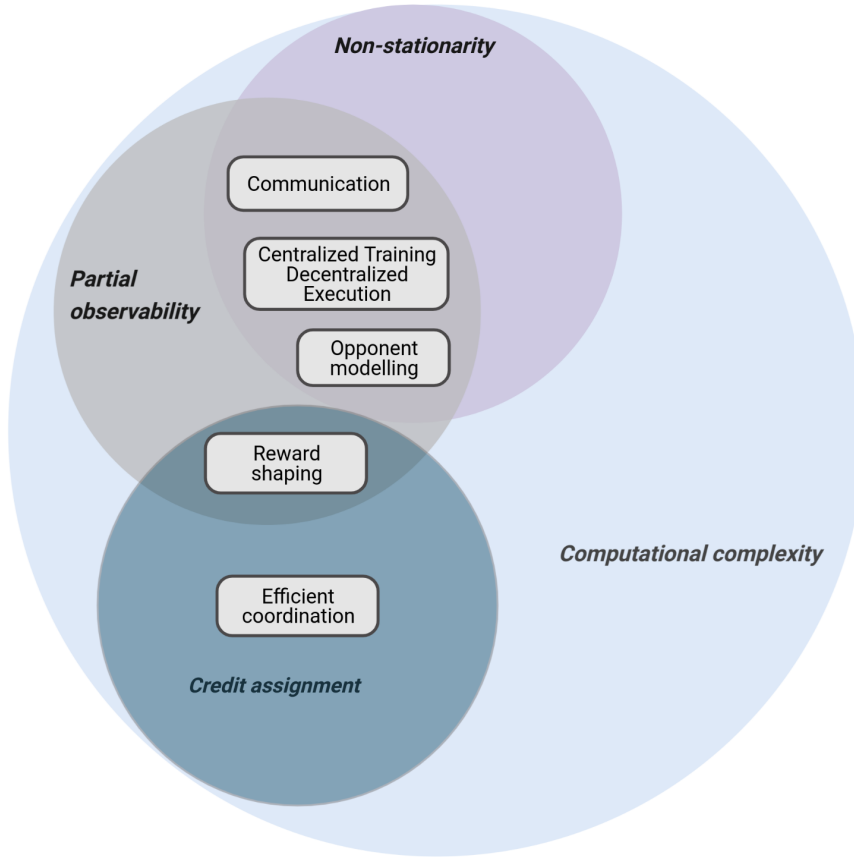 Non-stationarity
Communication
Centralized Training
Decentralized
Execution
Partial
observability
Opponent
modelling
Reward
shaping
Computational complexity
Efficient
coordination
Credit assignment